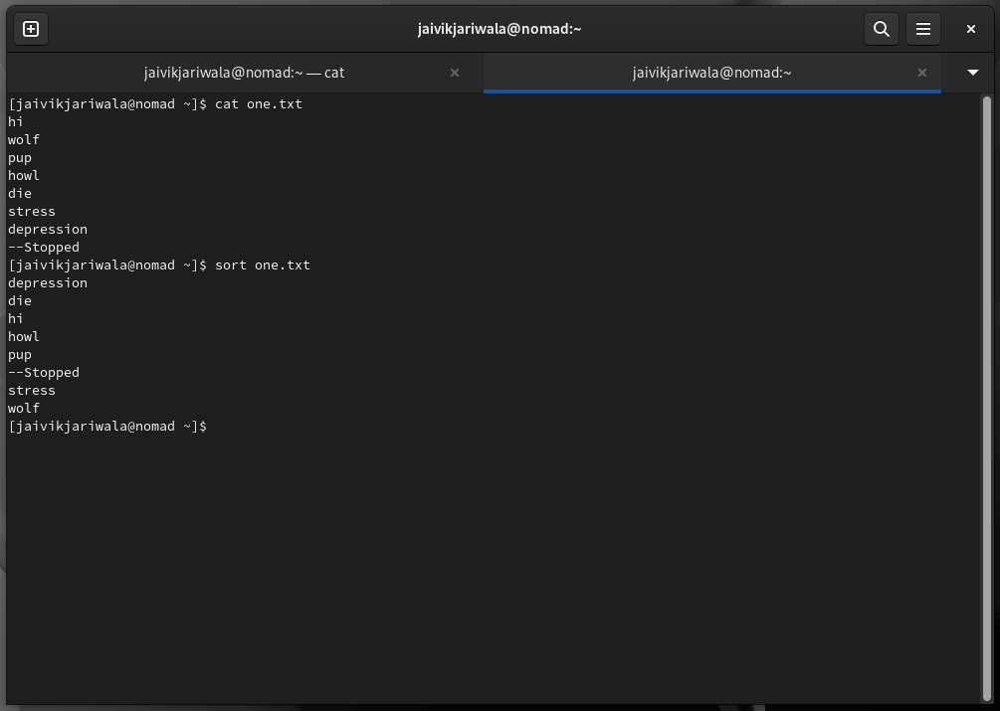 jaivikjariwala@nomad:~
jaivikjariwala@nomad:~ — cat
jaivikjariwala@nomad:~
[jaivikjariwala@nomad ~]$ cat one.txt
hi
wolf
pup
howl
die
stress
depression
--Stopped
[jaivikjariwala@nomad ~]$ sort one.txt
depression
die
hi
howl
pup
--Stopped
stress
wolf
[jaivikjariwala@nomad ~]$